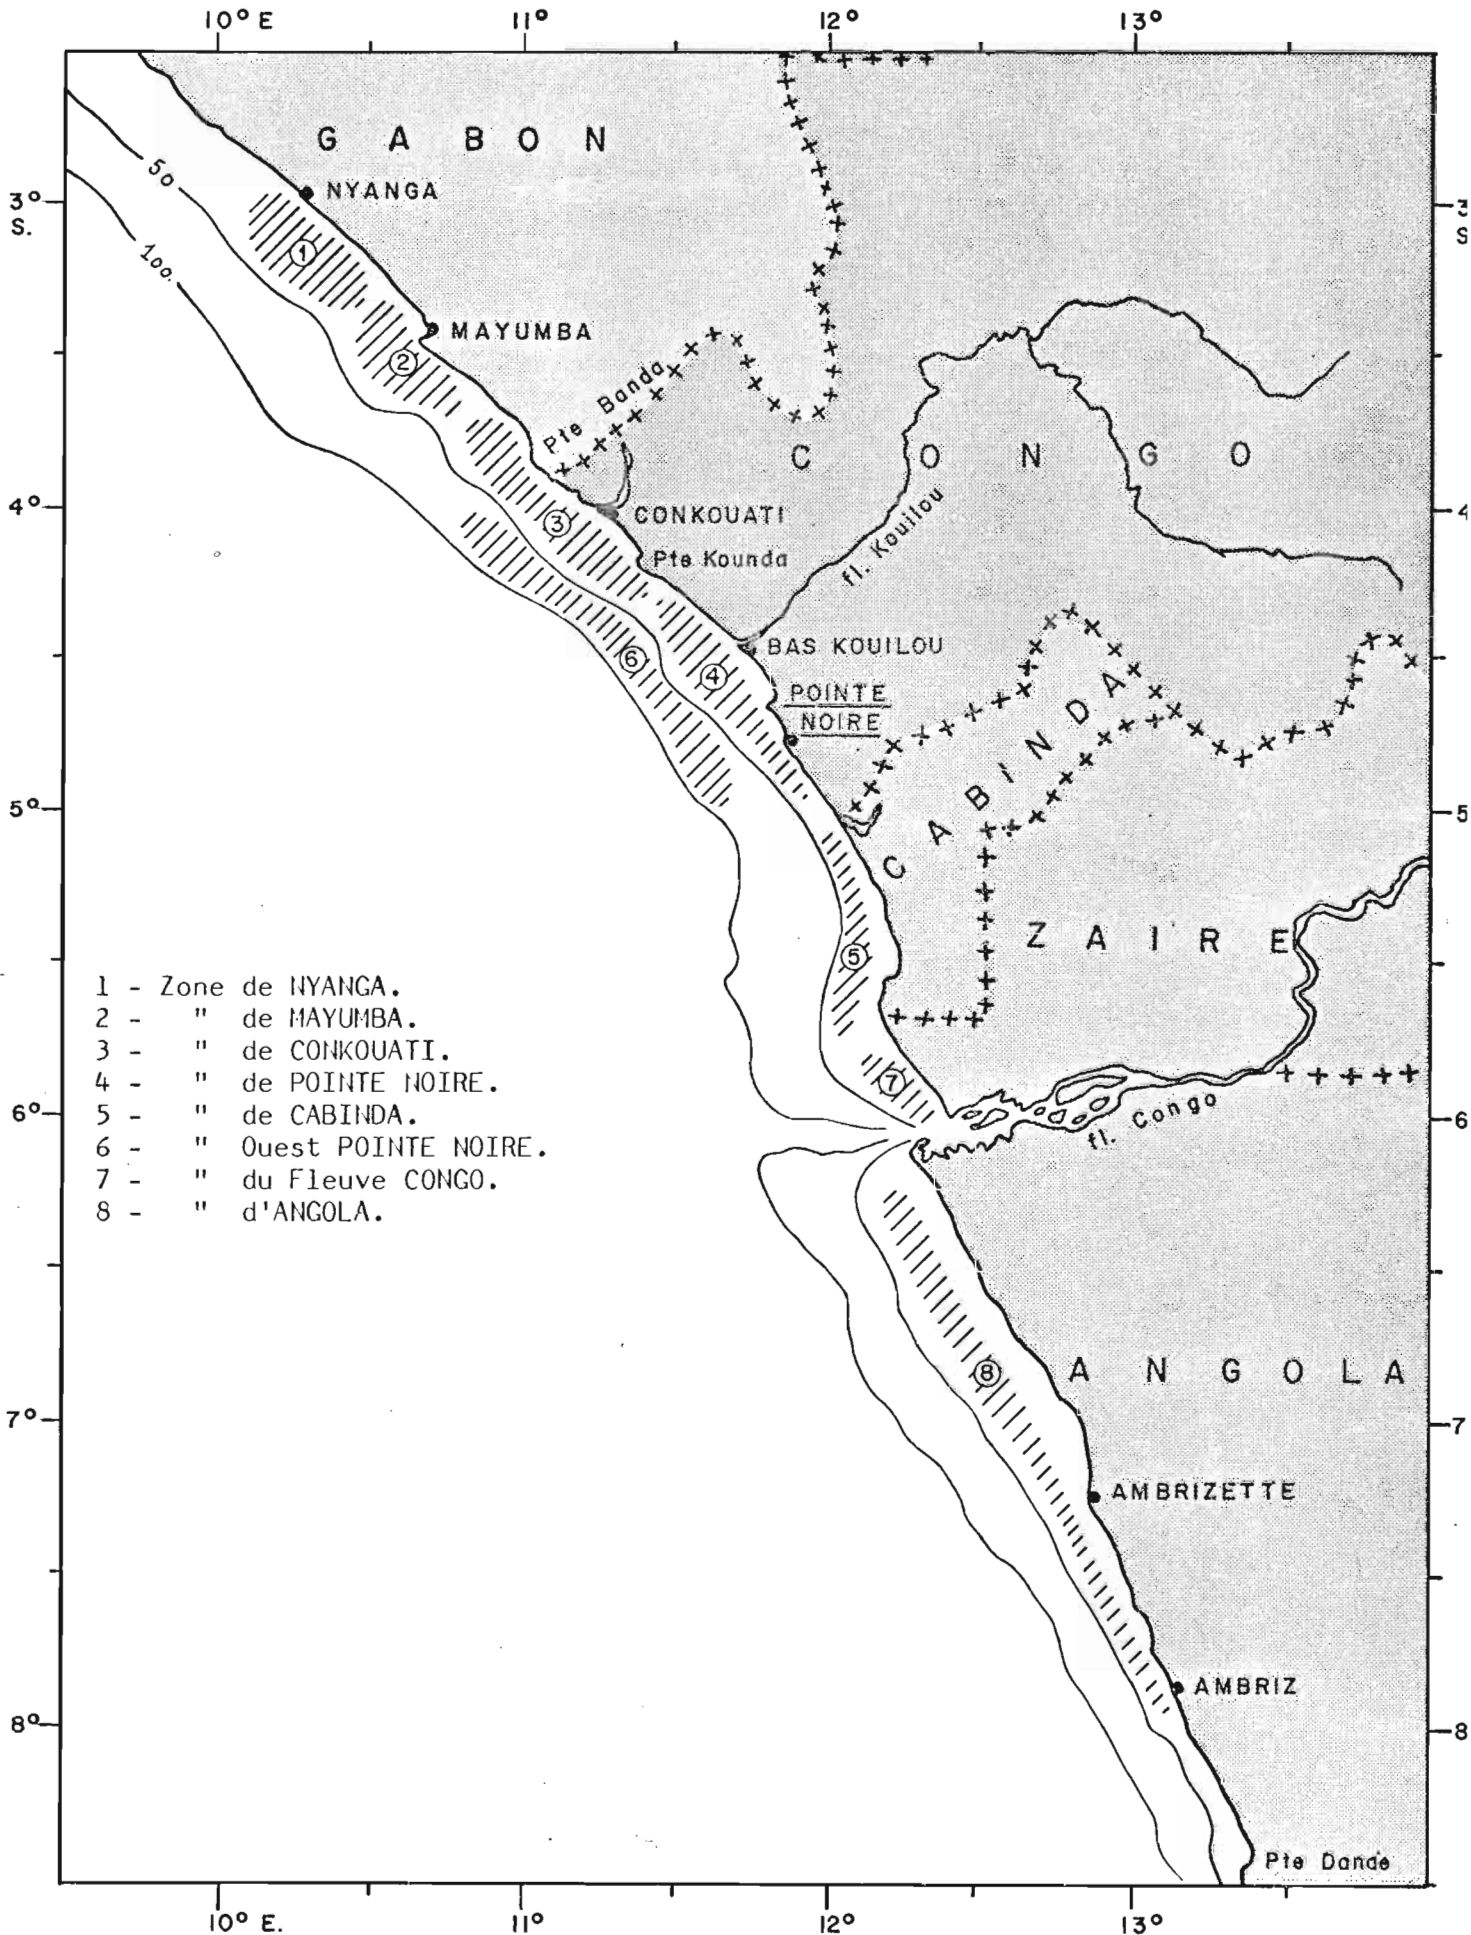 10° E 11° 12° 13°
GABON
50
NYANGA
3°
S.
3
S
100.
MAYUMBA
Pte Banda
CONGO
4°
CONKOUATI
4
Pte Kounda
fl. Kouilou
BAS KOUILOU
POINTE
NOIRE
CABINDA
5°
5
ZAIRE
1
2
3
4
5
6
7
8
1 - Zone de NYANGA.
2 - " de MAYUMBA.
3 - " de CONKOUATI.
4 - " de POINTE NOIRE.
5 - " de CABINDA.
6 - " Ouest POINTE NOIRE.
7 - " du Fleuve CONGO.
8 - " d'ANGOLA.
6°
fl. Congo
6
ANGOLA
7°
7
AMBRIZETTE
AMBRIZ
8°
8
Pte Dande
10° E. 11° 12° 13°